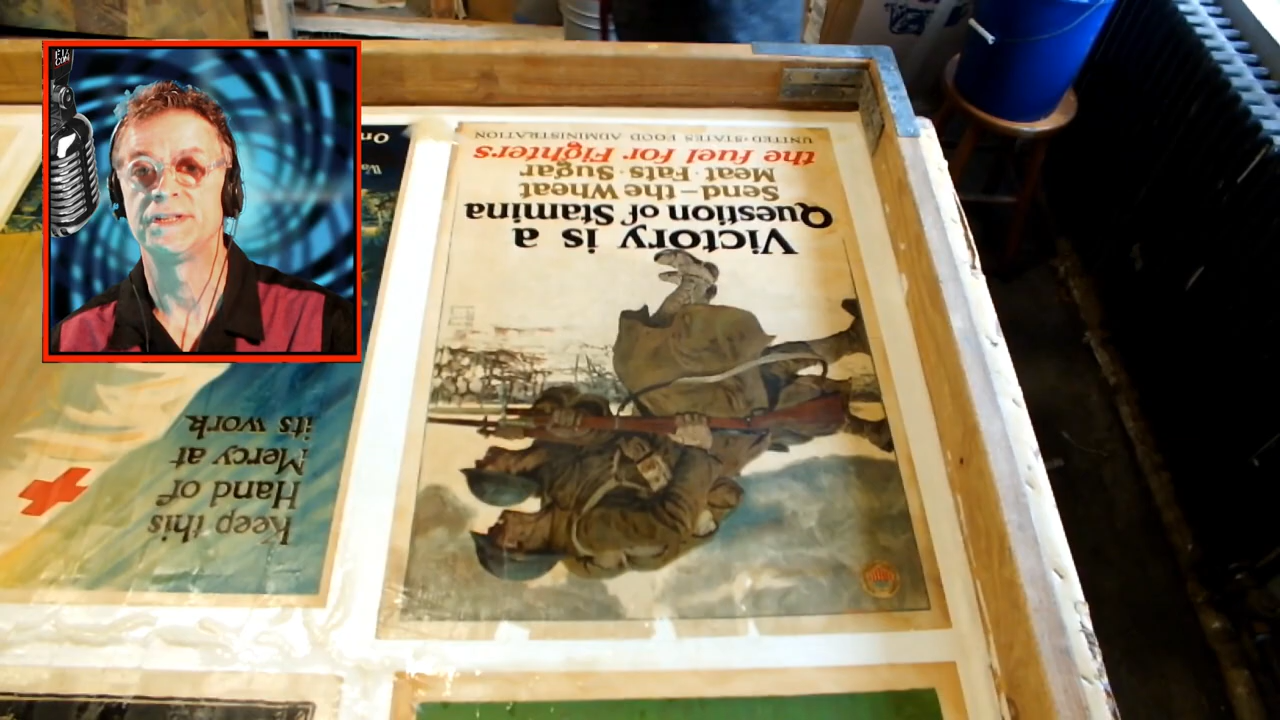 Victory is a
Question of Stamina
Send–the Wheat
Meat·Fats·Sugar
the fuel for Fighters
UNITED·STATES FOOD ADMINISTRATION
Keep this
Hand of
Mercy at
its work